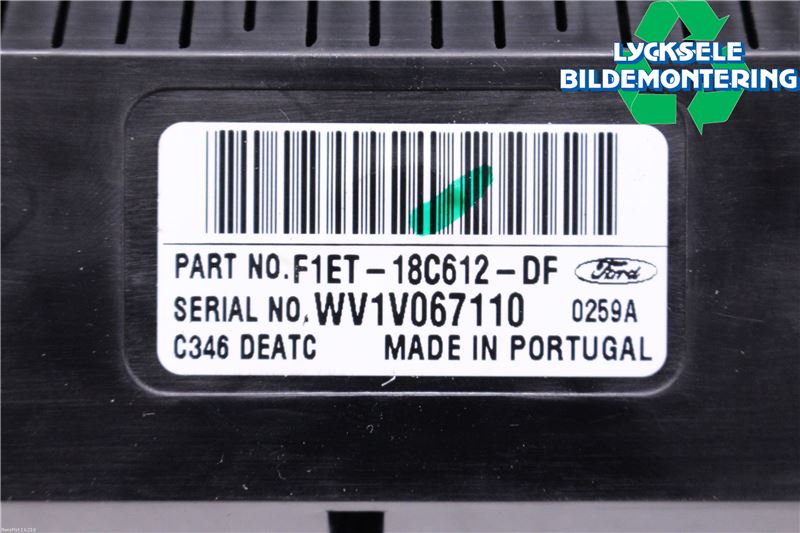 LYCKSELE
BILDEMONTERING
PART NO. F1ET-18C612-DF Ford
SERIAL NO. WV1V067110 0259A
C346 DEATC MADE IN PORTUGAL